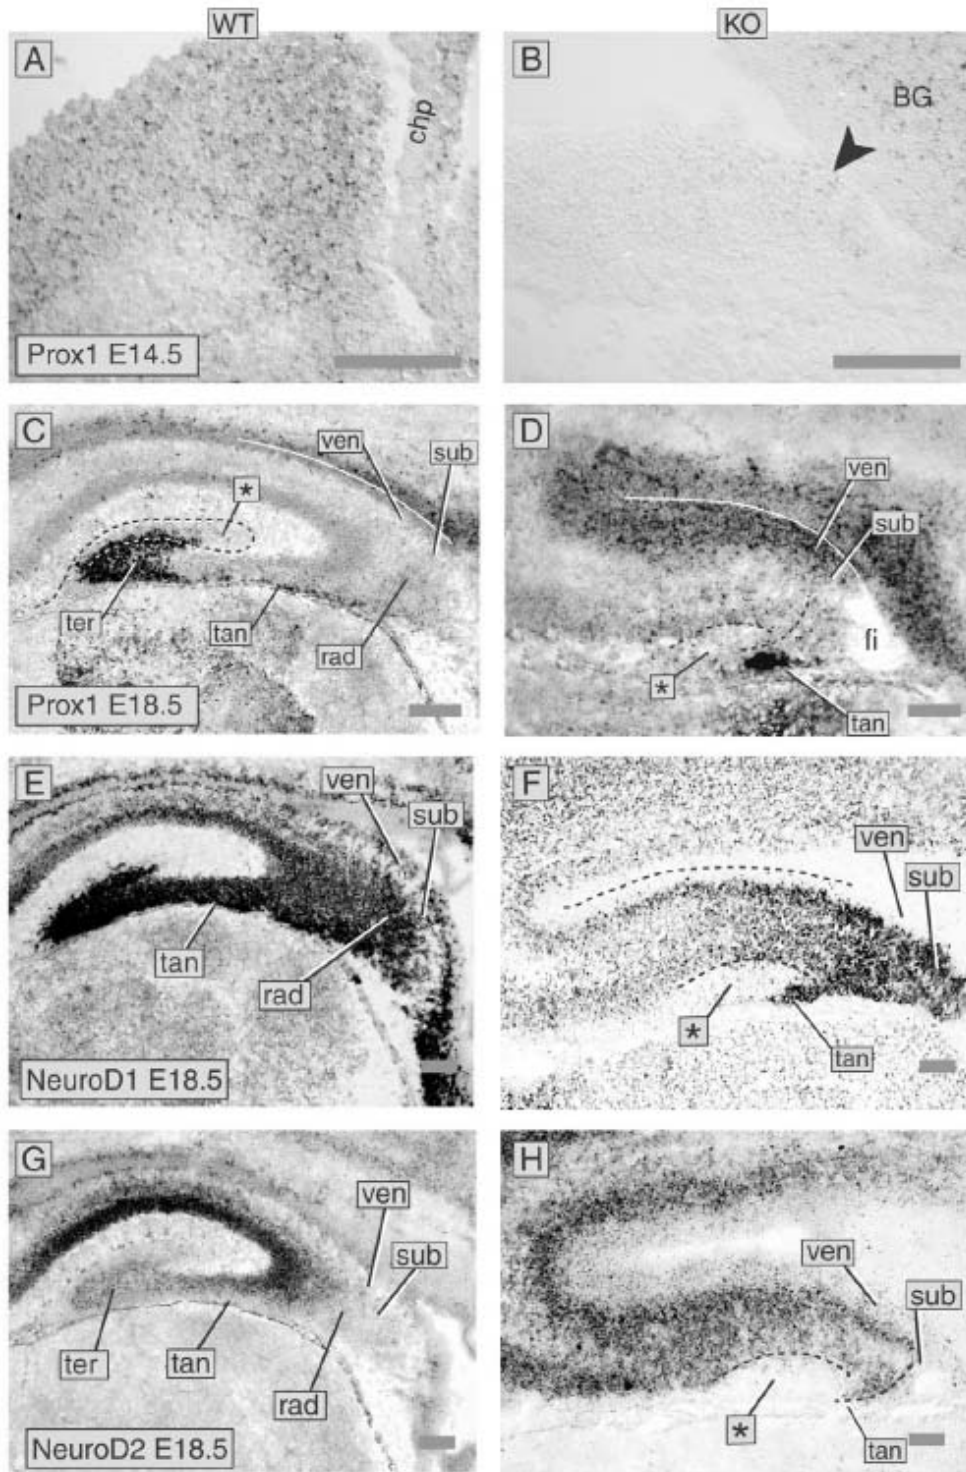 WT
KO
A
chp
Prox1 E14.5
B
BG
C
ven
sub
*
ter
tan
rad
Prox1 E18.5
D
ven
sub
fi
*
tan
E
ven
sub
tan
rad
NeuroD1 E18.5
F
ven
sub
*
tan
G
ven
sub
ter
tan
rad
NeuroD2 E18.5
H
ven
sub
*
tan